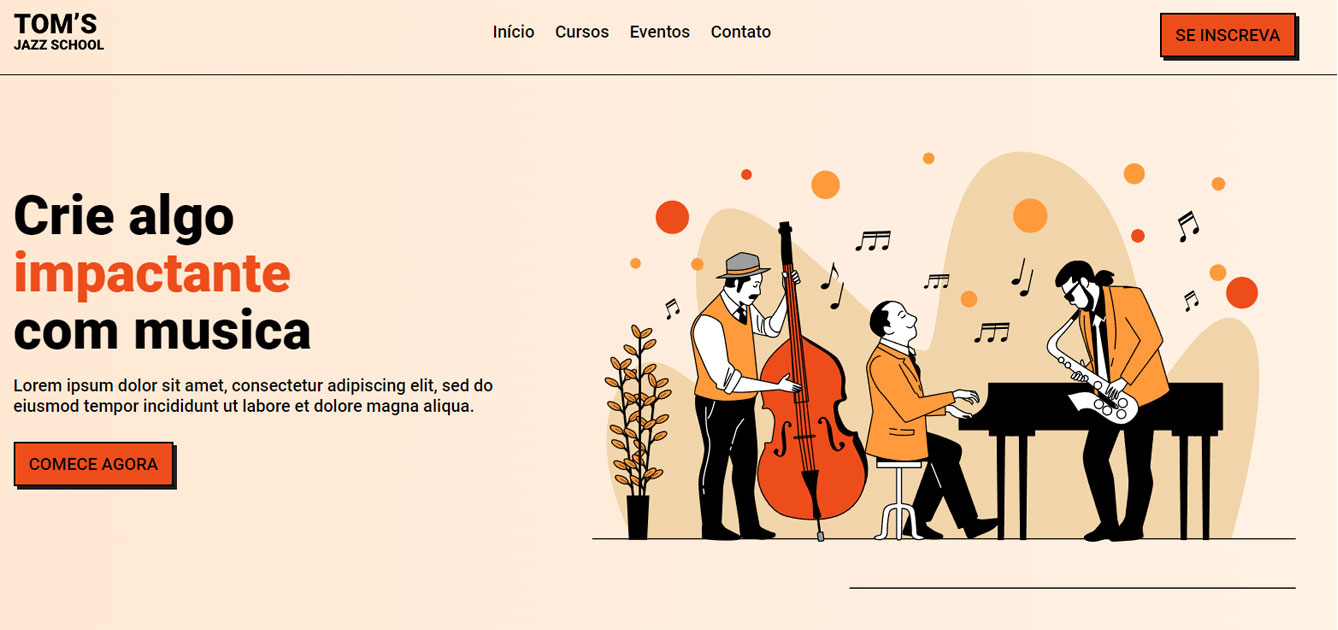 TOM'S
JAZZ SCHOOL
Início Cursos Eventos Contato
SE INSCREVA
Crie algo
impactante
com musica
Lorem ipsum dolor sit amet, consectetur adipiscing elit, sed do
eiusmod tempor incididunt ut labore et dolore magna aliqua.
COMECE AGORA